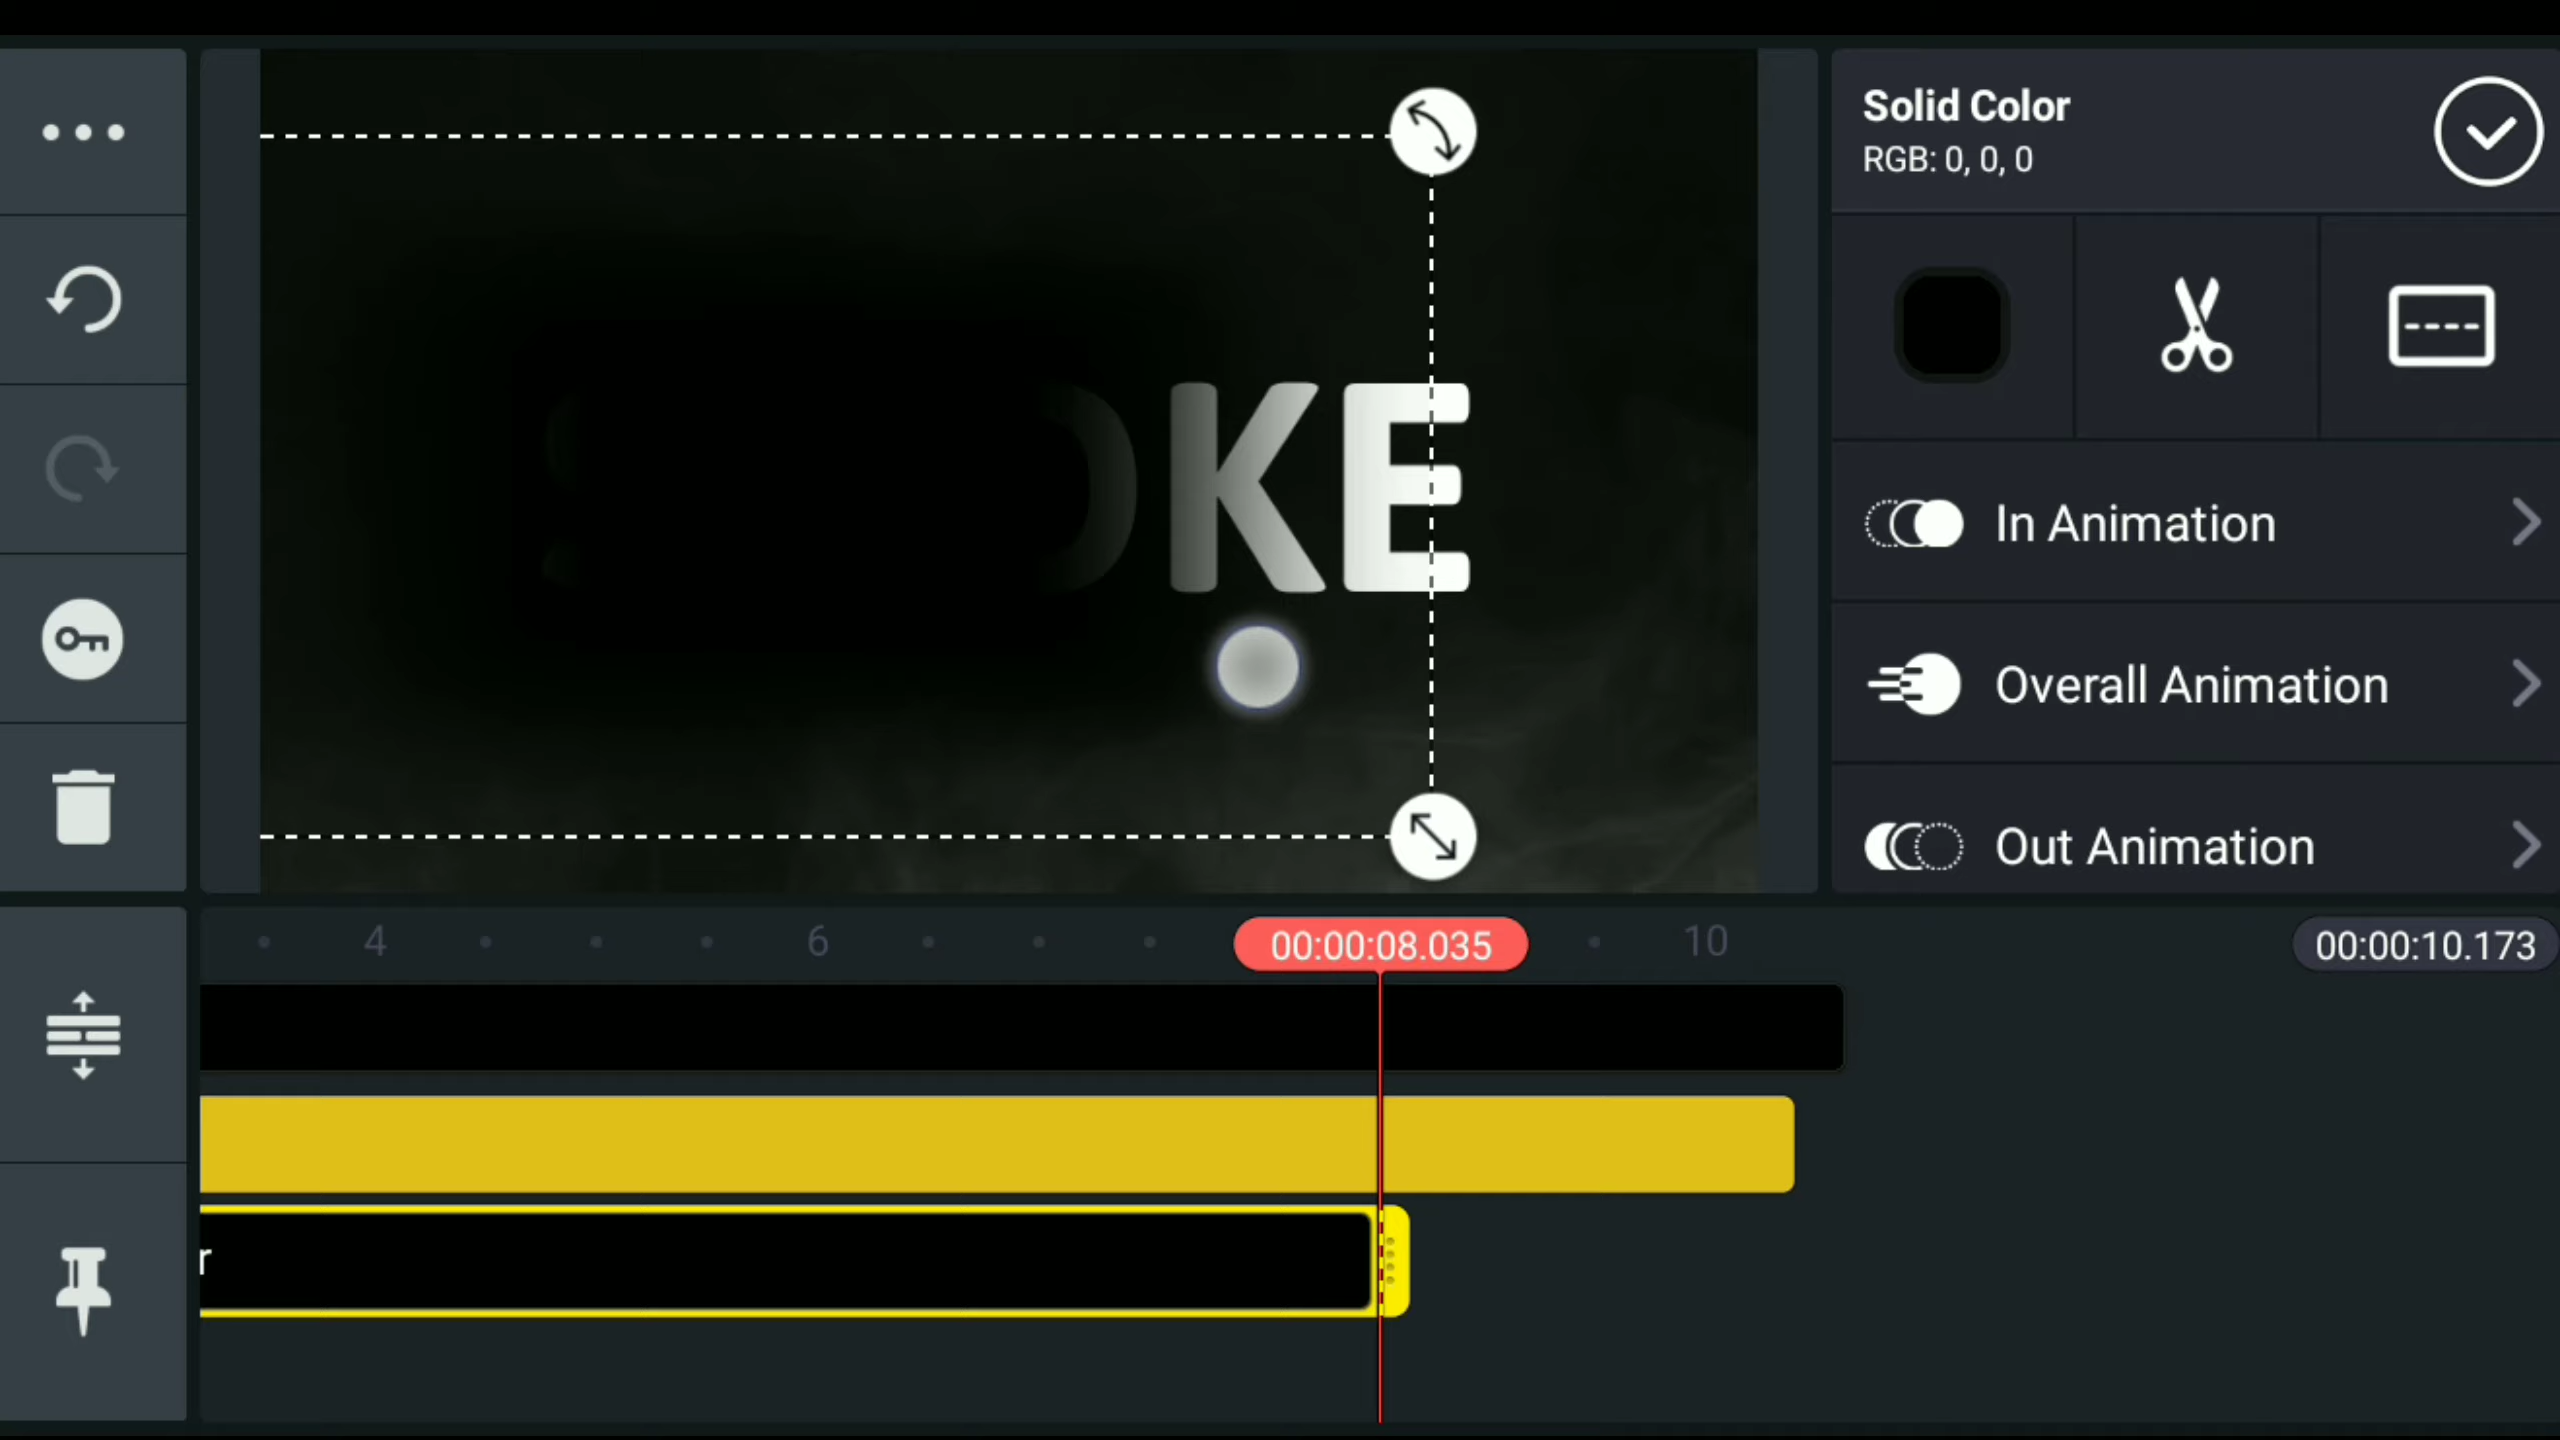 Solid Color
RGB: 0, 0, 0
OKE
In Animation
Overall Animation
Out Animation
4
6
00:00:08.035
10
00:00:10.173
r